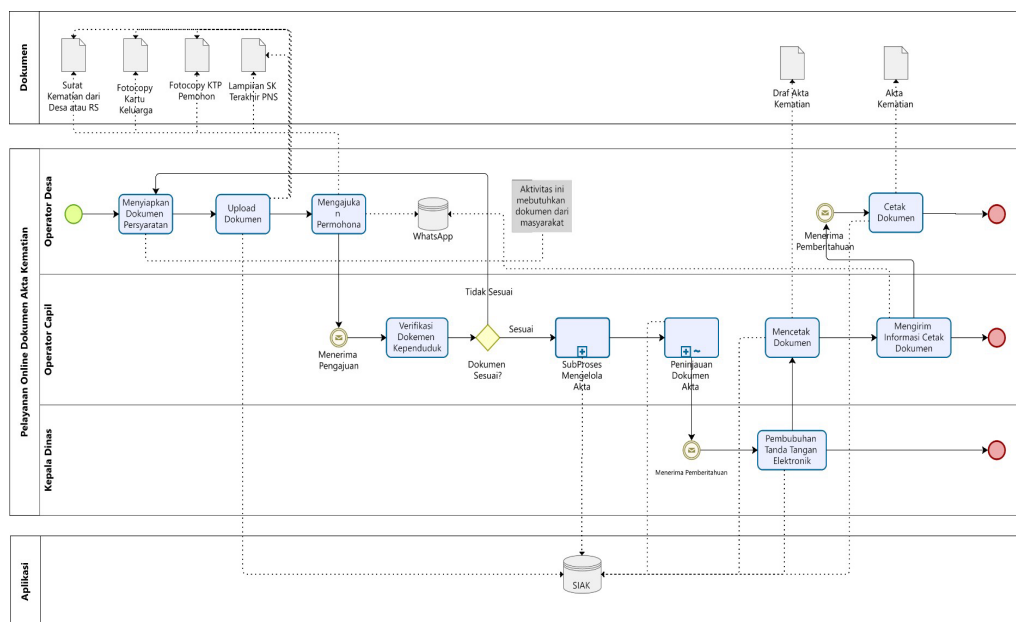 Dokumen
Surat
Kematian dari
Desa atau RS
Fotocopy
Kartu
Keluarga
Fotocopy KTP
Pemohon
Lampiran SK
Terakhir PNS
Draf Akta
Kematian
Akta
Kematian
Pelayanan Online Dokumen Akta Kematian
Operator Desa
Menyiapkan
Dokumen
Persyaratan
Upload
Dokumen
Mengajuka
n
Permohona
WhatsApp
Aktivitas ini
mebutuhkan
dokumen dari
masyarakat
Menerima
Pemberitahuan
Cetak
Dokumen
Operator Capil
Menerima
Pengajuan
Verifikasi
Dokemen
Kependuduk
Tidak Sesuai
Dokumen
Sesuai?
Sesuai
SubProses
Mengelola
Akta
Peninjauan
Dokumen
Akta
Mencetak
Dokumen
Mengirim
Informasi Cetak
Dokumen
Kepala Dinas
Menerima Pemberitahuan
Pembubuhan
Tanda Tangan
Elektronik
Aplikasi
SIAK